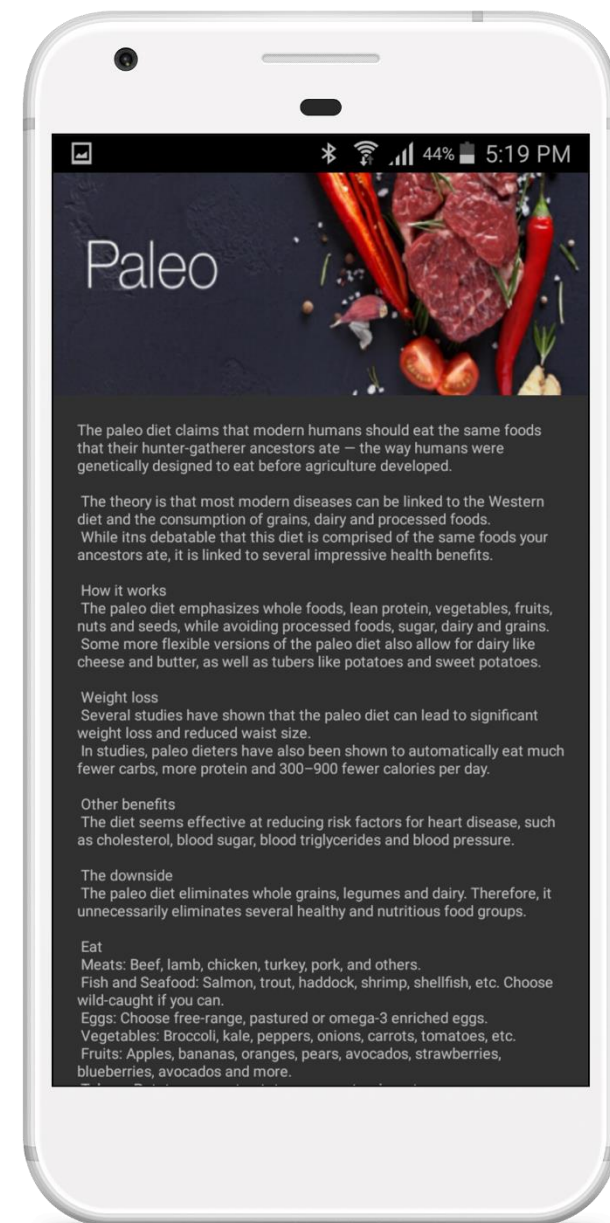 44% 5:19 PM
Paleo
The paleo diet claims that modern humans should eat the same foods
that their hunter-gatherer ancestors ate — the way humans were
genetically designed to eat before agriculture developed.
The theory is that most modern diseases can be linked to the Western
diet and the consumption of grains, dairy and processed foods.
While itns debatable that this diet is comprised of the same foods your
ancestors ate, it is linked to several impressive health benefits.
How it works
The paleo diet emphasizes whole foods, lean protein, vegetables, fruits,
nuts and seeds, while avoiding processed foods, sugar, dairy and grains.
Some more flexible versions of the paleo diet also allow for dairy like
cheese and butter, as well as tubers like potatoes and sweet potatoes.
Weight loss
Several studies have shown that the paleo diet can lead to significant
weight loss and reduced waist size.
In studies, paleo dieters have also been shown to automatically eat much
fewer carbs, more protein and 300–900 fewer calories per day.
Other benefits
The diet seems effective at reducing risk factors for heart disease, such
as cholesterol, blood sugar, blood triglycerides and blood pressure.
The downside
The paleo diet eliminates whole grains, legumes and dairy. Therefore, it
unnecessarily eliminates several healthy and nutritious food groups.
Eat
Meats: Beef, lamb, chicken, turkey, pork, and others.
Fish and Seafood: Salmon, trout, haddock, shrimp, shellfish, etc. Choose
wild-caught if you can.
Eggs: Choose free-range, pastured or omega-3 enriched eggs.
Vegetables: Broccoli, kale, peppers, onions, carrots, tomatoes, etc.
Fruits: Apples, bananas, oranges, pears, avocados, strawberries,
blueberries, avocados and more.